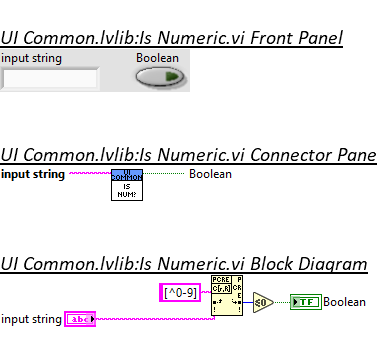 UI Common.lvlib:Is Numeric.vi Front Panel
input string Boolean
UI Common.lvlib:Is Numeric.vi Connector Pane
input string UI COMMON IS NUM? Boolean
UI Common.lvlib:Is Numeric.vi Block Diagram
[^0-9] PCRE
input string abc TF Boolean